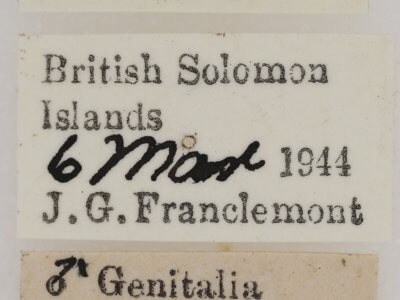 British Solomon
Islands
6 Mar 1944
J.G.Franclemont
♂ Genitalia